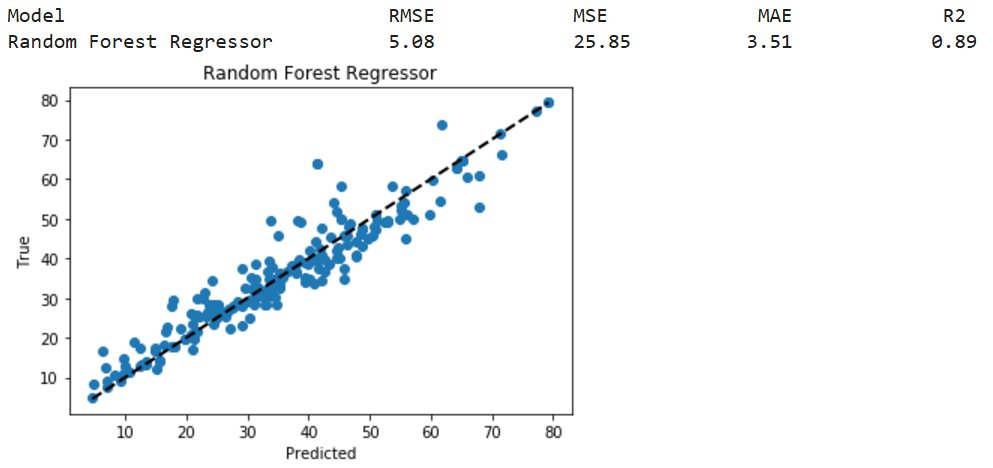 Model RMSE MSE MAE R2
Random Forest Regressor 5.08 25.85 3.51 0.89
Random Forest Regressor
80
70
60
50
40
30
20
10
True
10 20 30 40 50 60 70 80
Predicted